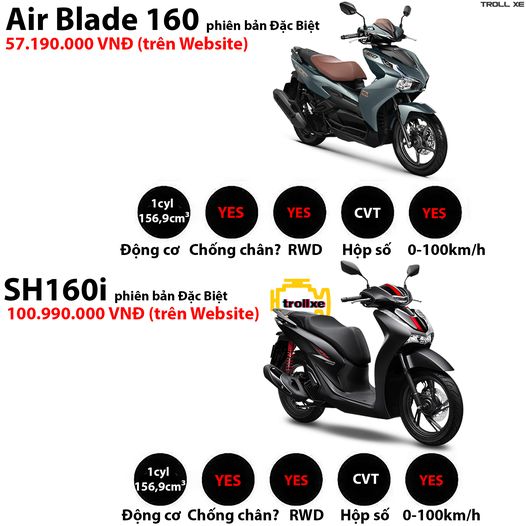 TROLL XE
Air Blade 160 phiên bản Đặc Biệt
57.190.000 VNĐ (trên Website)
1cyl
156,9cm³
YES
YES
CVT
YES
Động cơ
Chống chân?
RWD
Hộp số
0-100km/h
SH160i phiên bản Đặc Biệt
100.990.000 VNĐ (trên Website)
trollxe
1cyl
156,9cm³
YES
YES
CVT
YES
Động cơ
Chống chân?
RWD
Hộp số
0-100km/h